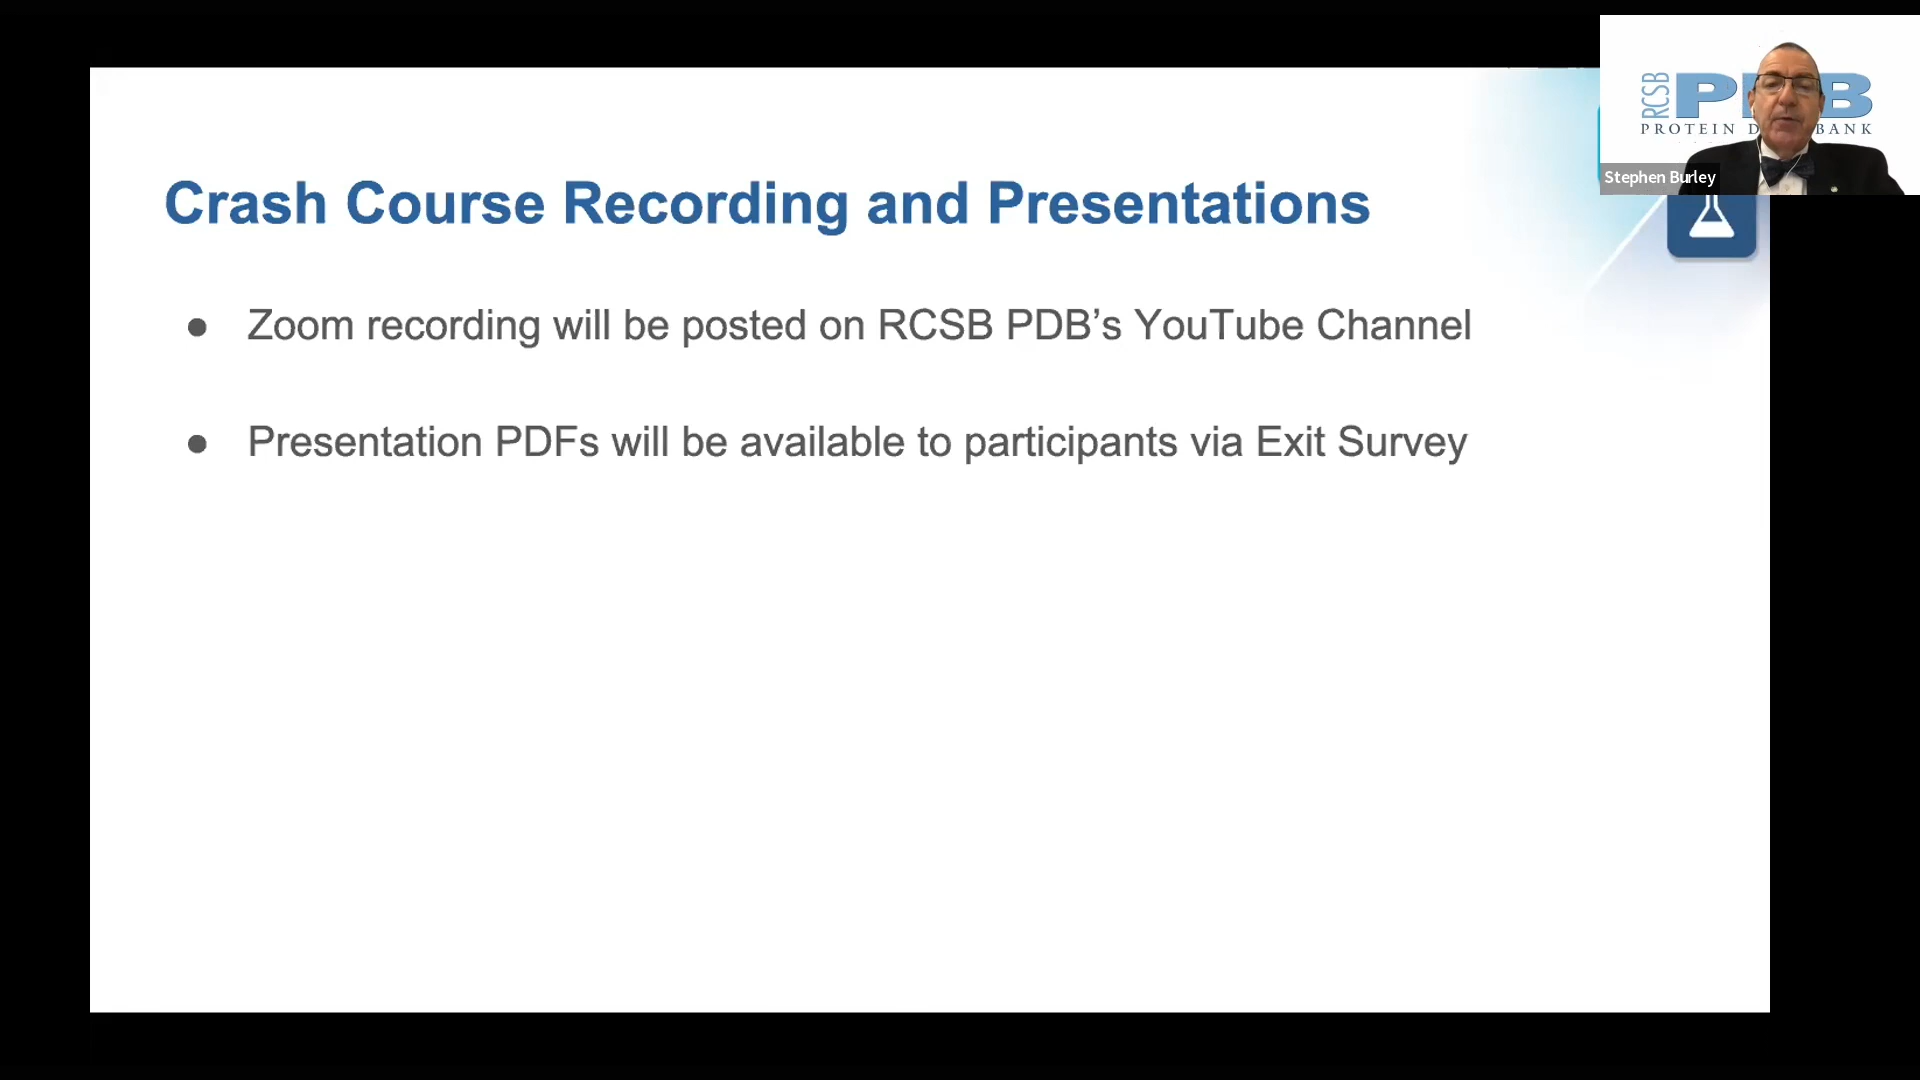 Crash Course Recording and Presentations
● Zoom recording will be posted on RCSB PDB’s YouTube Channel
● Presentation PDFs will be available to participants via Exit Survey
RCSB
PROTEIN
BANK
Stephen Burley